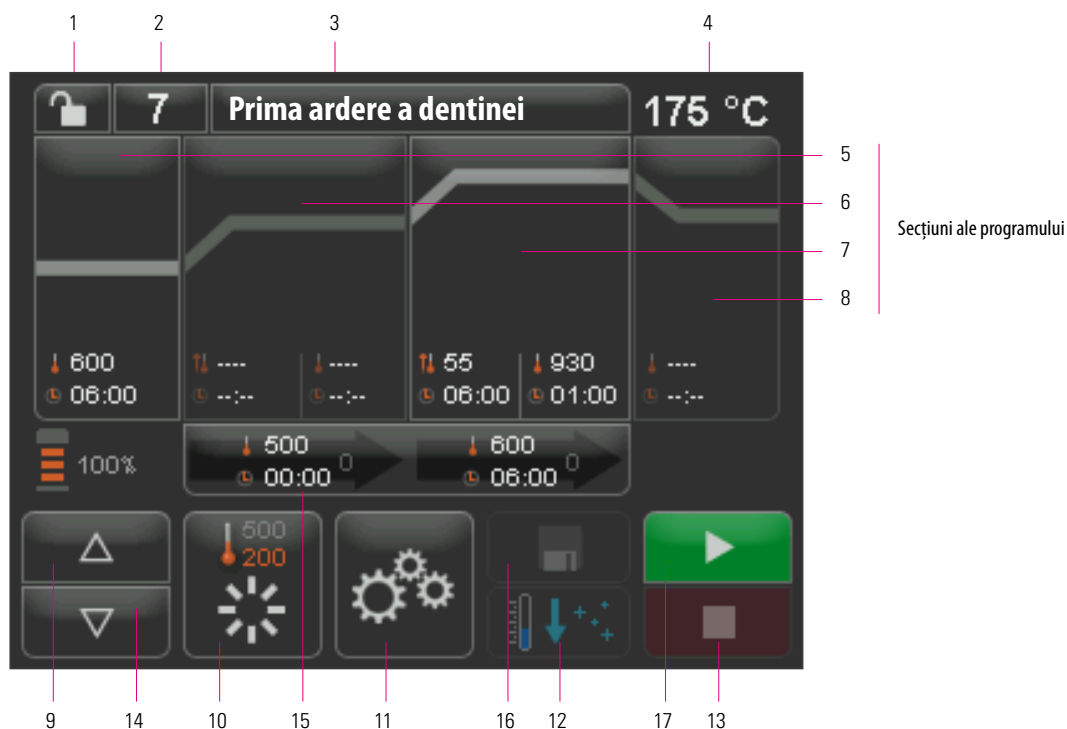 1 2 3 4
7 Prima ardere a dentinei 175 °C
5
6
Secțiuni ale programului
7
8
600 ---- ---- 55 930 ----
06:00 --:-- --:-- 06:00 01:00 --:--
100%
500 0 600 0
00:00 06:00
500
200
9 14 10 15 11 16 12 17 13